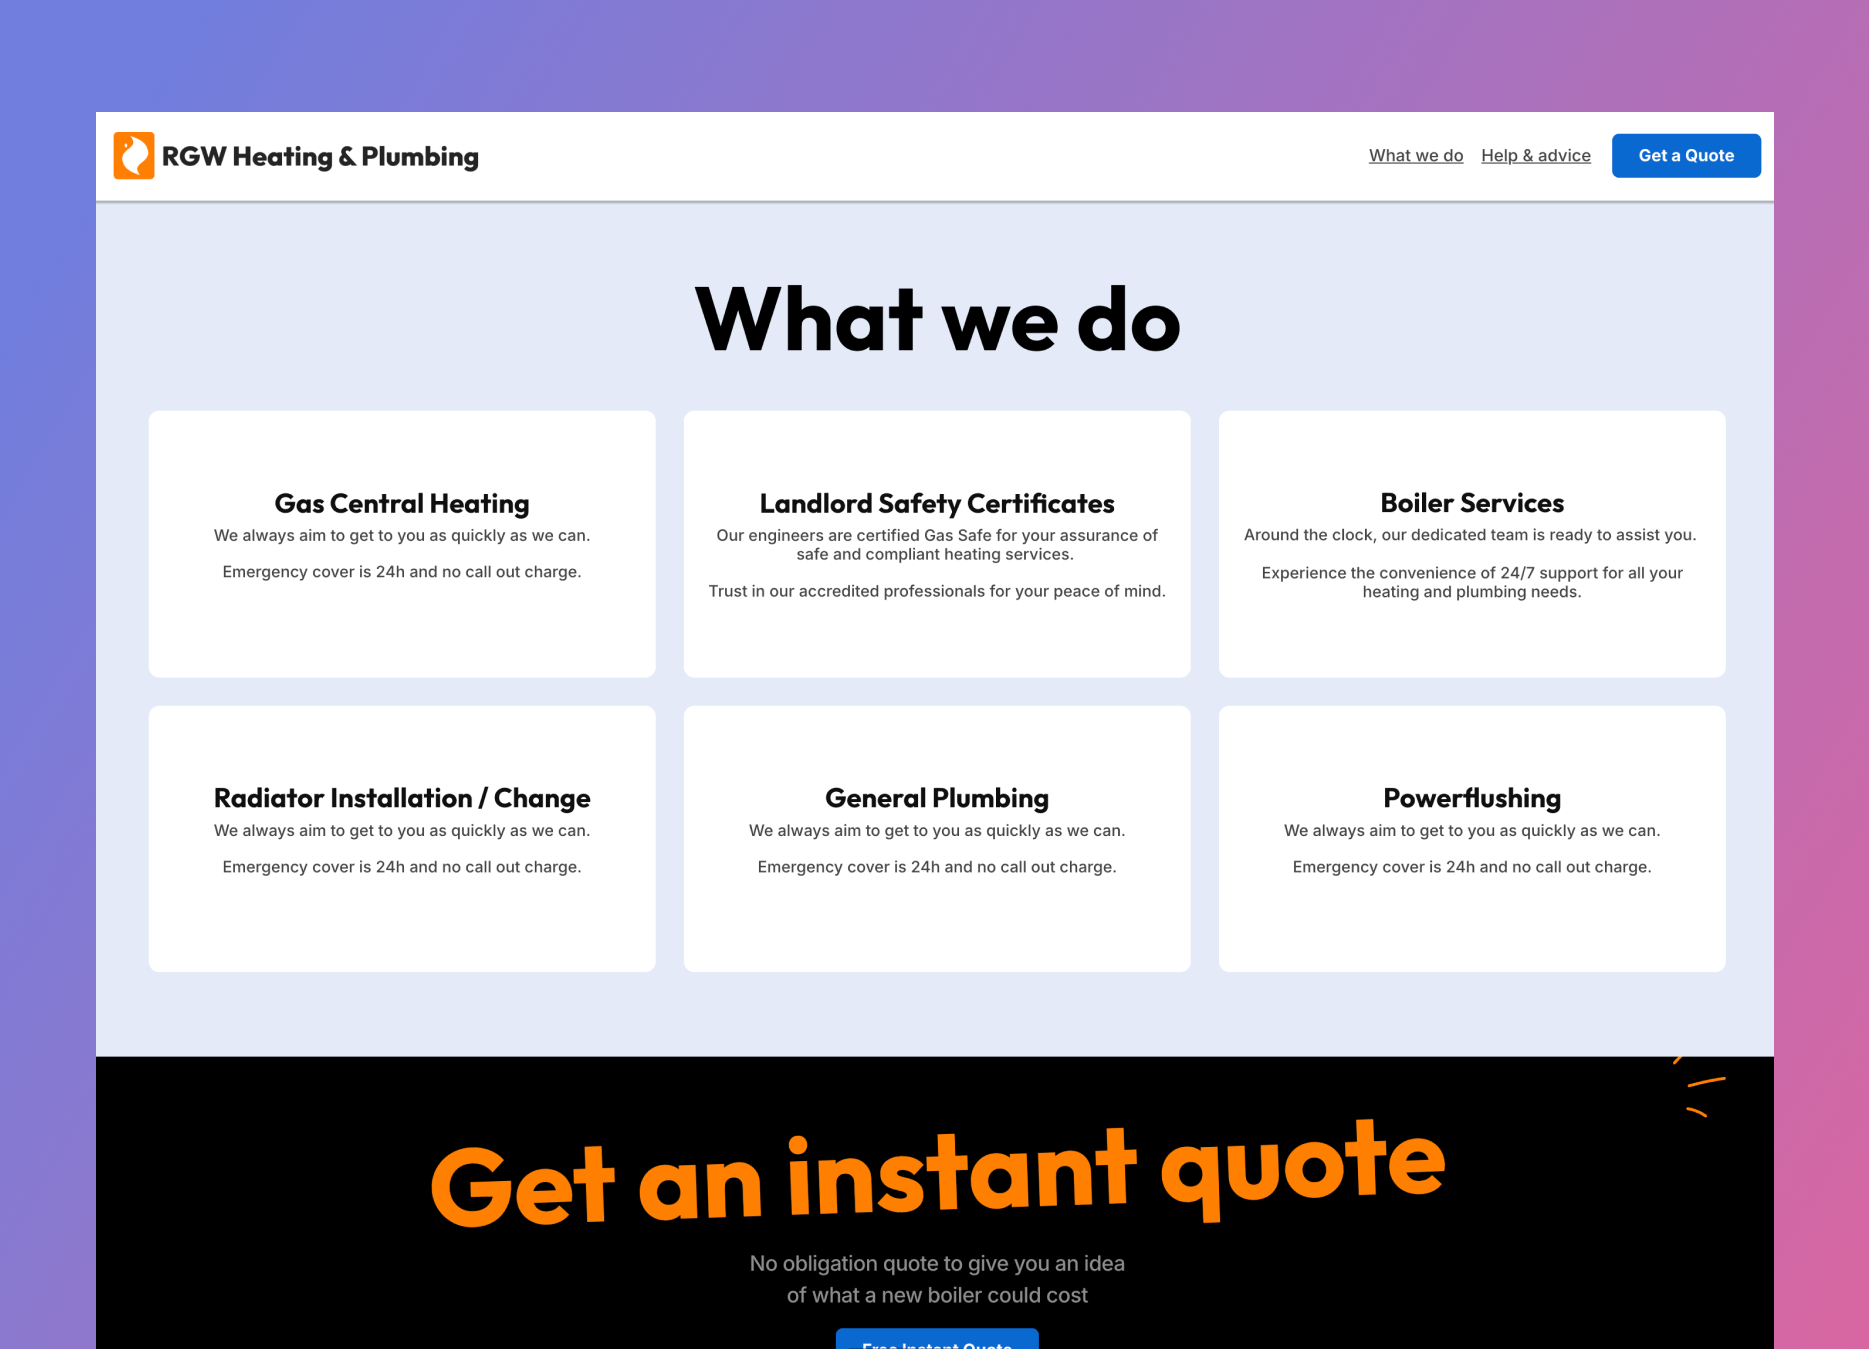 RGW Heating & Plumbing
What we do
Help & advice
Get a Quote
What we do
Gas Central Heating
We always aim to get to you as quickly as we can.
Emergency cover is 24h and no call out charge.
Landlord Safety Certificates
Our engineers are certified Gas Safe for your assurance of
safe and compliant heating services.
Trust in our accredited professionals for your peace of mind.
Boiler Services
Around the clock, our dedicated team is ready to assist you.
Experience the convenience of 24/7 support for all your
heating and plumbing needs.
Radiator Installation / Change
We always aim to get to you as quickly as we can.
Emergency cover is 24h and no call out charge.
General Plumbing
We always aim to get to you as quickly as we can.
Emergency cover is 24h and no call out charge.
Powerflushing
We always aim to get to you as quickly as we can.
Emergency cover is 24h and no call out charge.
Get an instant quote
No obligation quote to give you an idea
of what a new boiler could cost
Free Instant Quote